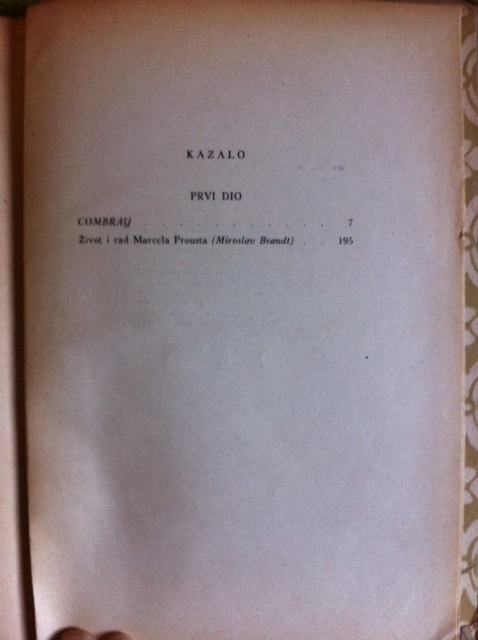 KAZALO
PRVI DIO
COMBRAY . . . . . . . . . . . 7
Život i rad Marcela Prousta (Miroslav Brandt) . . 195